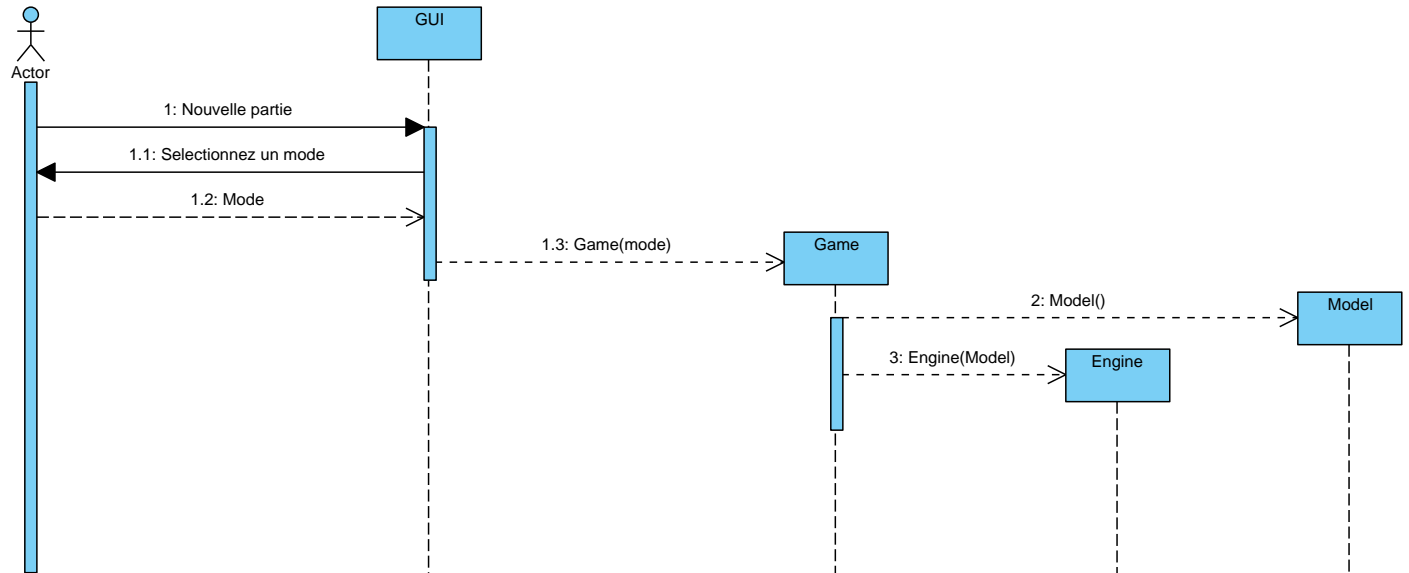 GUI
Actor
1: Nouvelle partie
1.1: Selectionnez un mode
1.2: Mode
1.3: Game(mode)
Game
2: Model()
Model
3: Engine(Model)
Engine